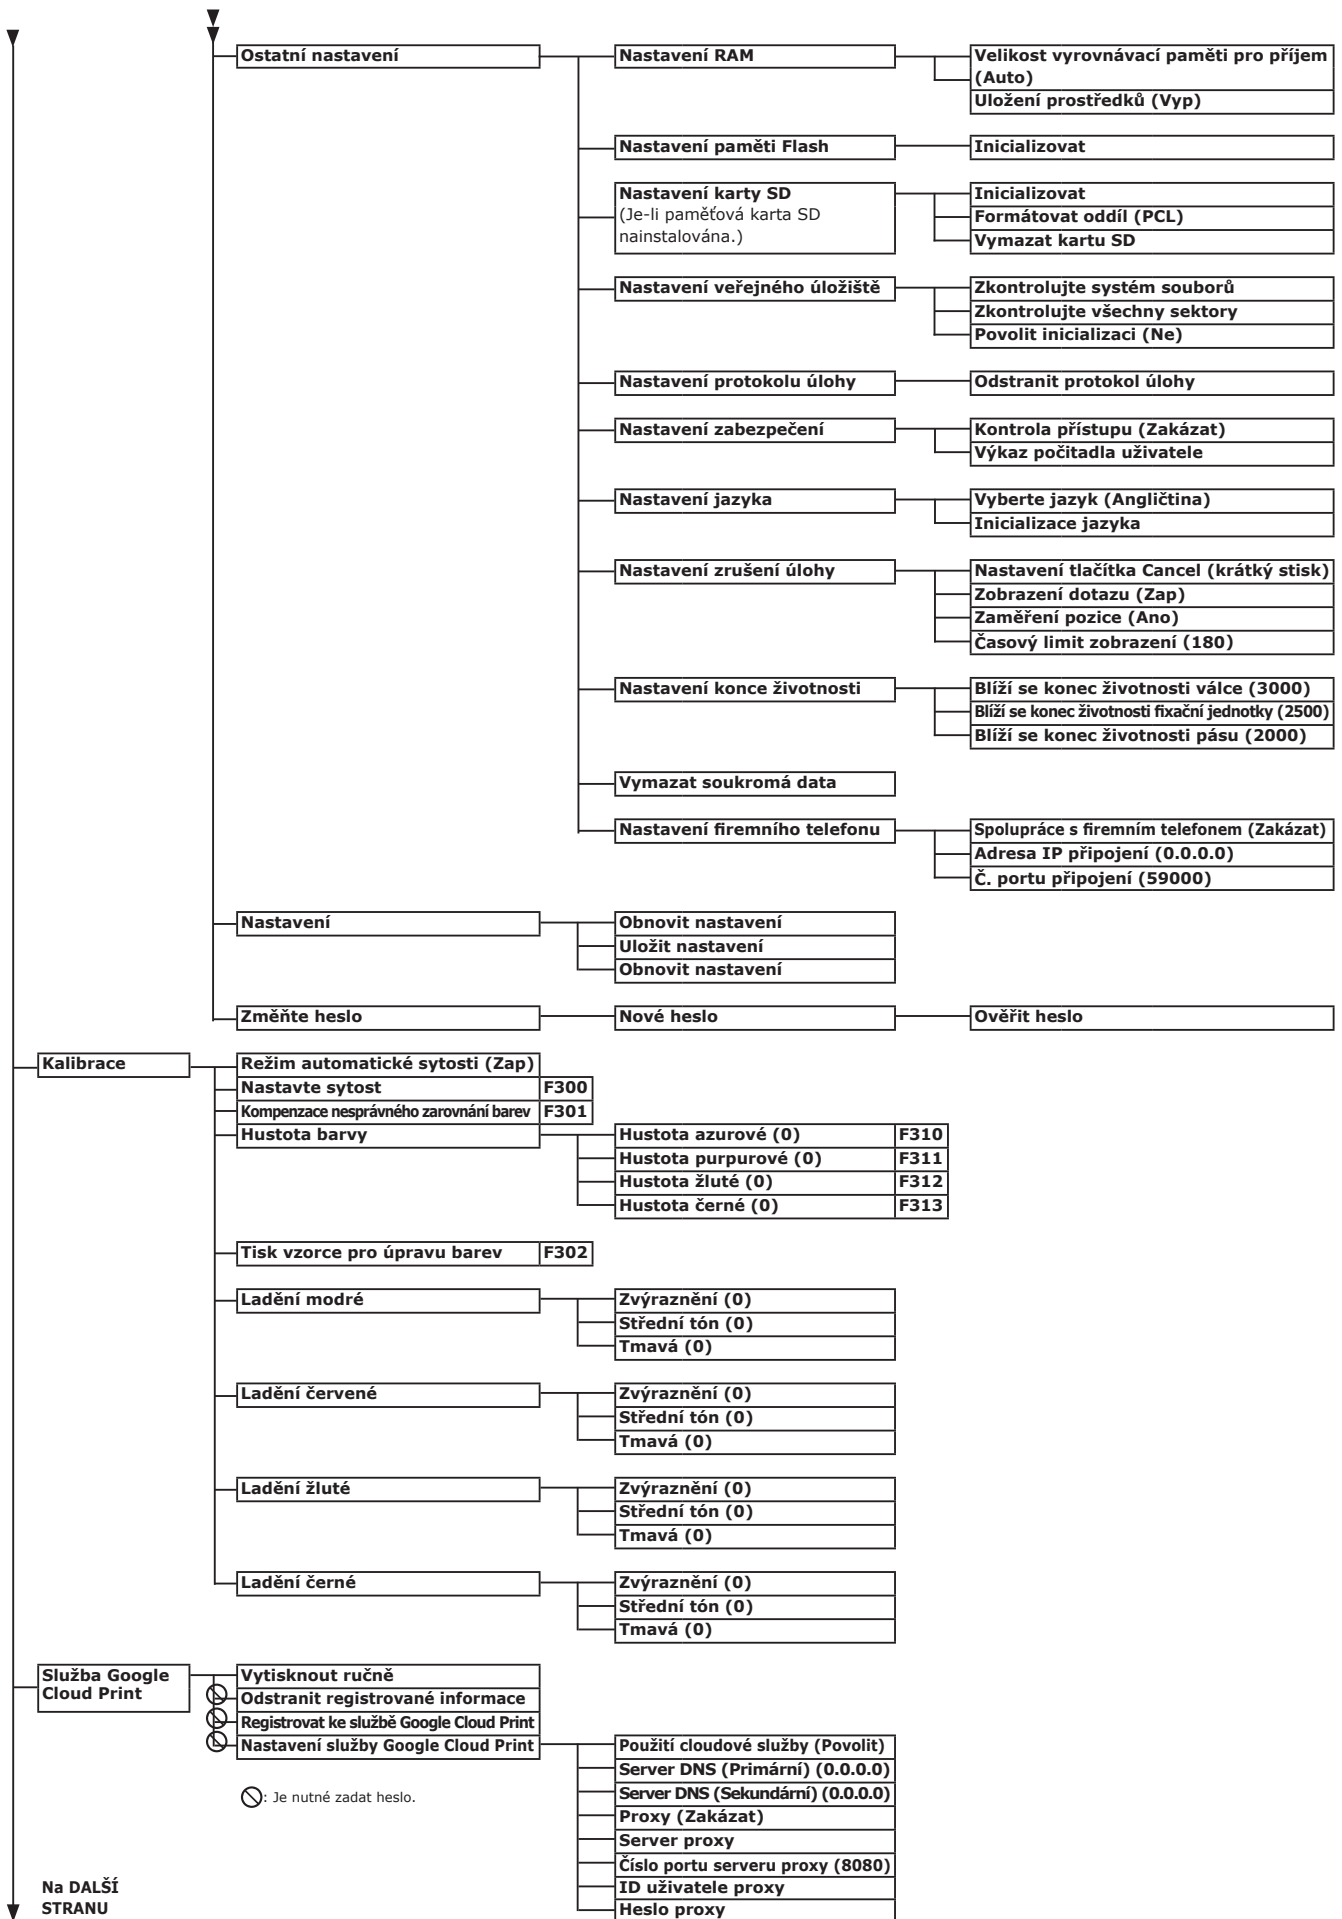 Ostatní nastavení
Nastavení RAM
Velikost vyrovnávací paměti pro příjem
(Auto)
Uložení prostředků (Vyp)
Nastavení paměti Flash
Inicializovat
Nastavení karty SD
(Je-li paměťová karta SD
nainstalována.)
Inicializovat
Formátovat oddíl (PCL)
Vymazat kartu SD
Nastavení veřejného úložiště
Zkontrolujte systém souborů
Zkontrolujte všechny sektory
Povolit inicializaci (Ne)
Nastavení protokolu úlohy
Odstranit protokol úlohy
Nastavení zabezpečení
Kontrola přístupu (Zakázat)
Výkaz počitadla uživatele
Nastavení jazyka
Vyberte jazyk (Angličtina)
Inicializace jazyka
Nastavení zrušení úlohy
Nastavení tlačítka Cancel (krátký stisk)
Zobrazení dotazu (Zap)
Zaměření pozice (Ano)
Časový limit zobrazení (180)
Nastavení konce životnosti
Blíží se konec životnosti válce (3000)
Blíží se konec životnosti fixační jednotky (2500)
Blíží se konec životnosti pásu (2000)
Vymazat soukromá data
Nastavení firemního telefonu
Spolupráce s firemním telefonem (Zakázat)
Adresa IP připojení (0.0.0.0)
Č. portu připojení (59000)
Nastavení
Obnovit nastavení
Uložit nastavení
Obnovit nastavení
Změňte heslo
Nové heslo
Ověřit heslo
Kalibrace
Režim automatické sytosti (Zap)
Nastavte sytost F300
Kompenzace nesprávného zarovnání barev F301
Hustota barvy
Hustota azurové (0) F310
Hustota purpurové (0) F311
Hustota žluté (0) F312
Hustota černé (0) F313
Tisk vzorce pro úpravu barev F302
Ladění modré
Zvýraznění (0)
Střední tón (0)
Tmavá (0)
Ladění červené
Zvýraznění (0)
Střední tón (0)
Tmavá (0)
Ladění žluté
Zvýraznění (0)
Střední tón (0)
Tmavá (0)
Ladění černé
Zvýraznění (0)
Střední tón (0)
Tmavá (0)
Služba Google
Cloud Print
Vytisknout ručně
Odstranit registrované informace
Registrovat ke službě Google Cloud Print
Nastavení služby Google Cloud Print
Použití cloudové služby (Povolit)
Server DNS (Primární) (0.0.0.0)
Server DNS (Sekundární) (0.0.0.0)
Proxy (Zakázat)
Server proxy
Číslo portu serveru proxy (8080)
ID uživatele proxy
Heslo proxy
: Je nutné zadat heslo.
Na DALŠÍ
STRANU